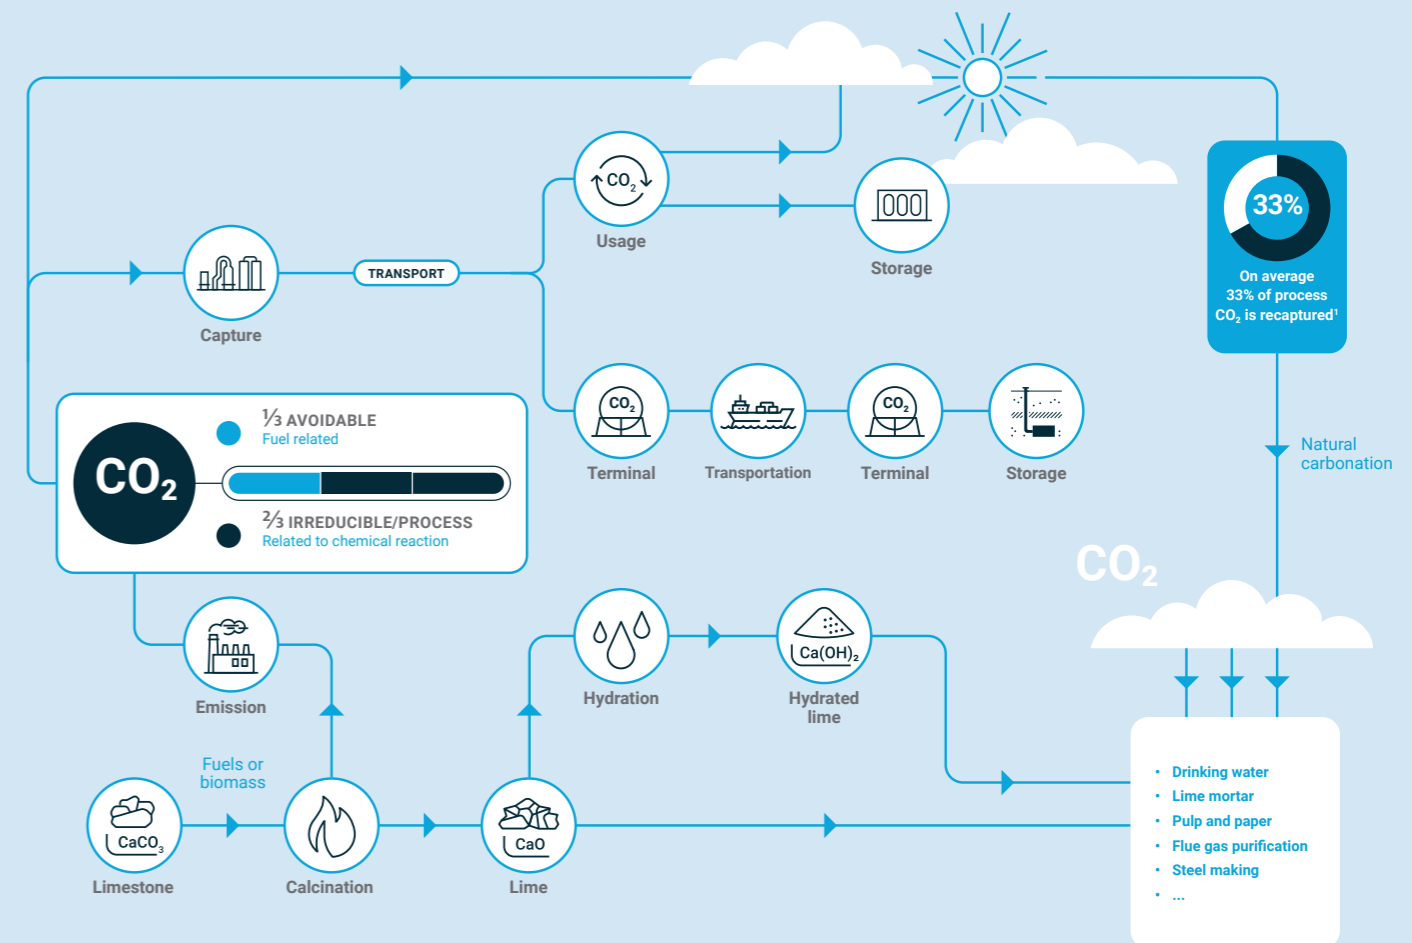 CO₂
Usage
Storage
33%
On average
33% of process
CO₂ is recaptured¹
Capture
TRANSPORT
CO₂
Terminal
Transportation
CO₂
Terminal
Storage
Natural
carbonation
CO₂
⅓ AVOIDABLE
Fuel related
⅔ IRREDUCIBLE/PROCESS
Related to chemical reaction
CO₂
Emission
Hydration
Ca(OH)₂
Hydrated
lime
Fuels or
biomass
CaCO₃
Limestone
Calcination
CaO
Lime
• Drinking water
• Lime mortar
• Pulp and paper
• Flue gas purification
• Steel making
• ...